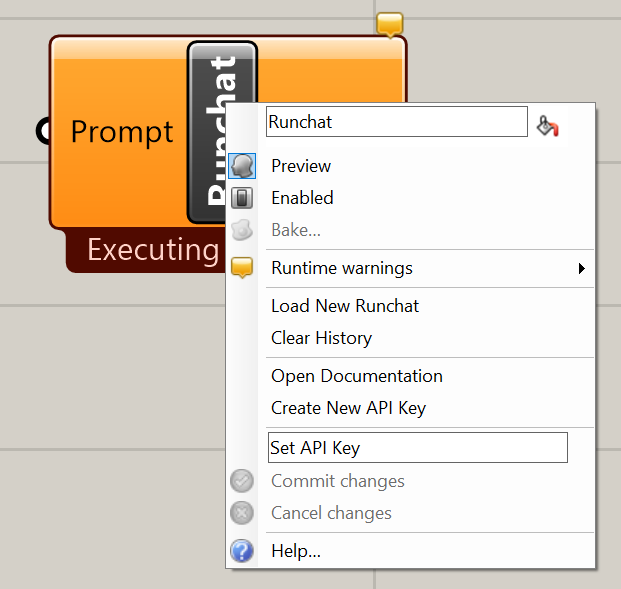 Prompt
Runchat
Executing
Runchat
Preview
Enabled
Bake...
Runtime warnings
Load New Runchat
Clear History
Open Documentation
Create New API Key
Set API Key
Commit changes
Cancel changes
Help...